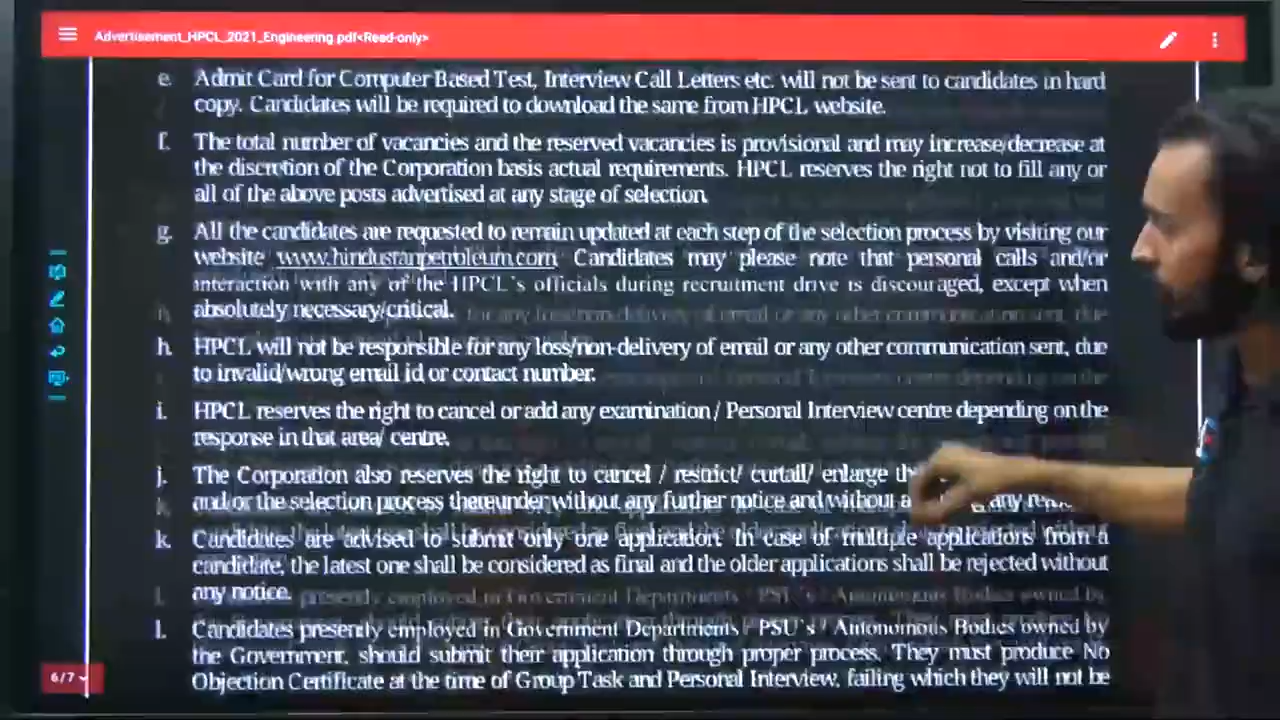 Advertisement_HPCL_2021_Engineering.pdf<Read-only>
e. Admit Card for Computer Based Test, Interview Call Letters etc. will not be sent to candidates in hard
copy. Candidates will be required to download the same from HPCL website.
f. The total number of vacancies and the reserved vacancies is provisional and may increase/decrease at
the discretion of the Corporation basis actual requirements. HPCL reserves the right not to fill any or
all of the above posts advertised at any stage of selection.
g. All the candidates are requested to remain updated at each step of the selection process by visiting our
website www.hindustanpetroleum.com. Candidates may please note that personal calls and/or
interaction with any of the HPCL's officials during recruitment drive is discouraged, except when
absolutely necessary/critical.
h. HPCL will not be responsible for any loss/non-delivery of email or any other communication sent, due
to invalid/wrong email id or contact number.
i. HPCL reserves the right to cancel or add any examination / Personal Interview centre depending on the
response in that area/ centre.
j. The Corporation also reserves the right to cancel / restrict/ curtail/ enlarge
and/or the selection process thereunder without any further notice and without any
k. Candidates are advised to submit only one application. In case of multiple applications from a
candidate, the latest one shall be considered as final and the older applications shall be rejected without
any notice.
l. Candidates presently employed in Government Departments / PSU's / Autonomous Bodies owned by
the Government, should submit their application through proper process. They must produce No
Objection Certificate at the time of Group Task and Personal Interview, failing which they will not be
6/7